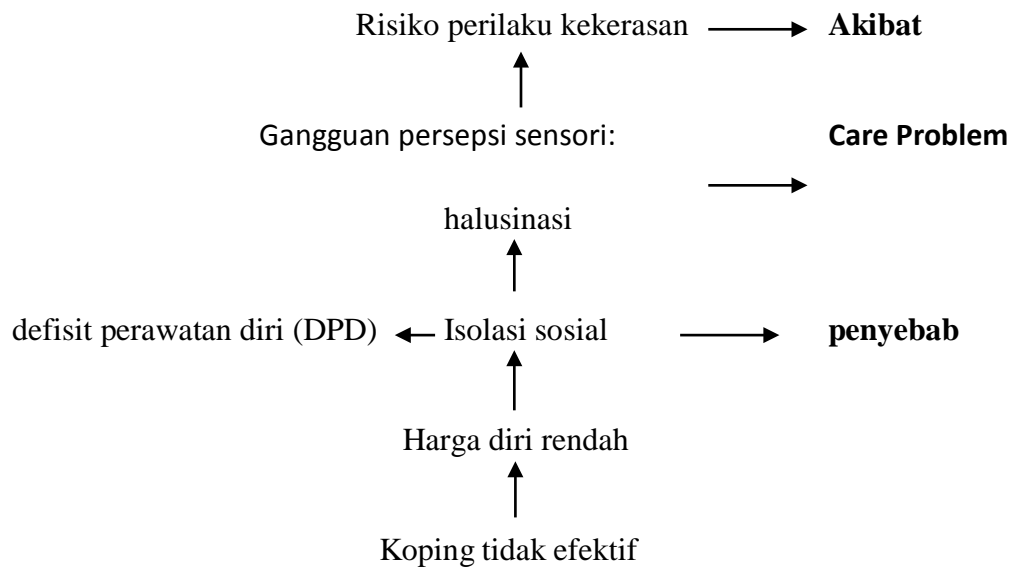 Risiko perilaku kekerasan Akibat
Gangguan persepsi sensori: Care Problem
halusinasi
defisit perawatan diri (DPD) Isolasi sosial penyebab
Harga diri rendah
Koping tidak efektif